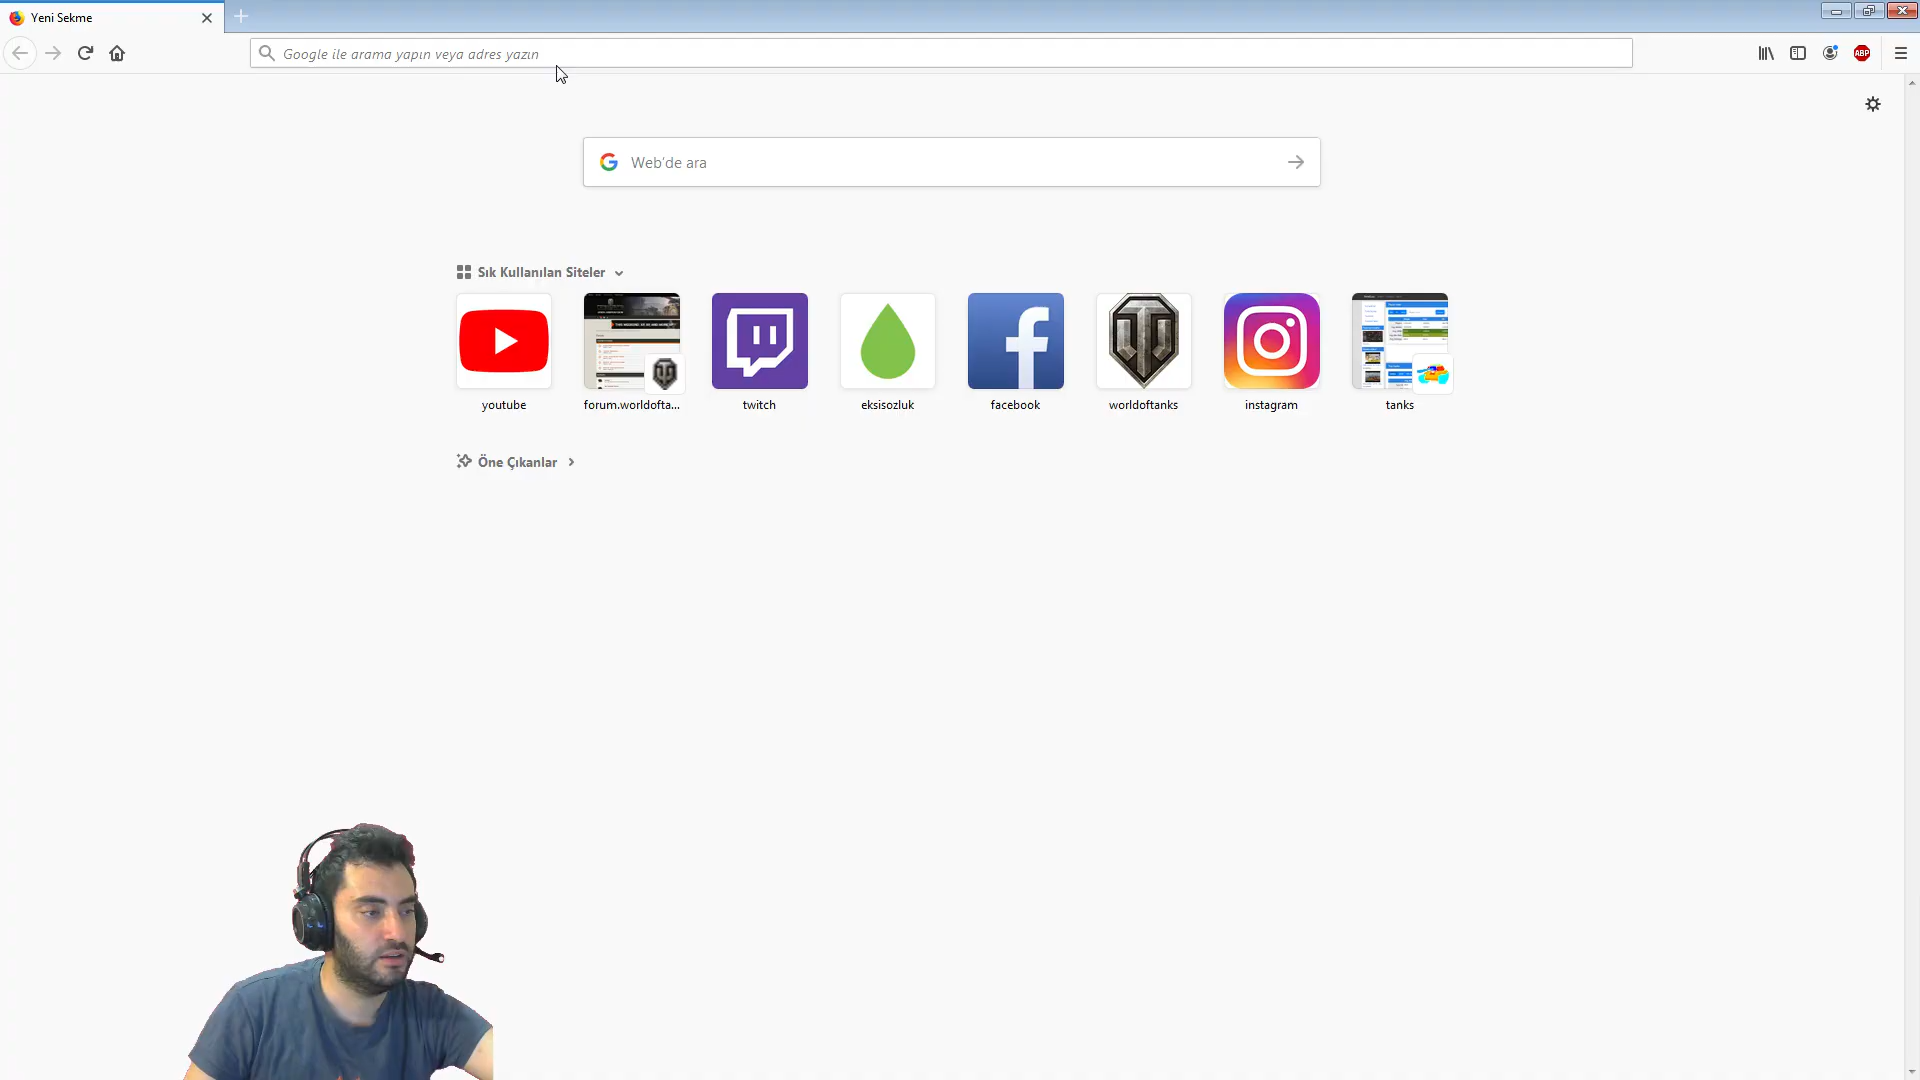 Yeni Sekme
Google ile arama yapın veya adres yazın
ABP
Web'de ara
Sık Kullanılan Siteler
youtube
forum.worldofta...
twitch
eksisozluk
facebook
worldoftanks
instagram
tanks
Öne Çıkanlar